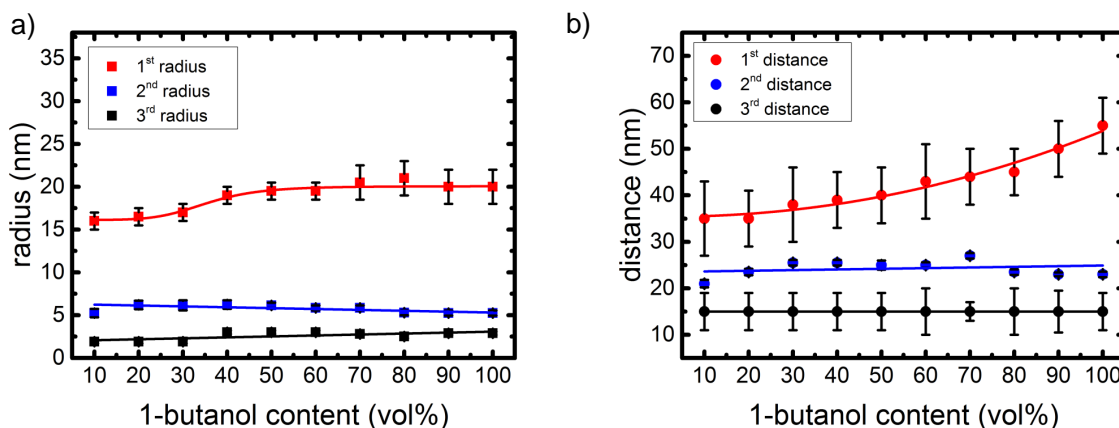 a)
1st radius
2nd radius
3rd radius
radius (nm)
35
30
25
20
15
10
5
0
10 20 30 40 50 60 70 80 90 100
1-butanol content (vol%)
b)
1st distance
2nd distance
3rd distance
distance (nm)
70
60
50
40
30
20
10
10 20 30 40 50 60 70 80 90 100
1-butanol content (vol%)